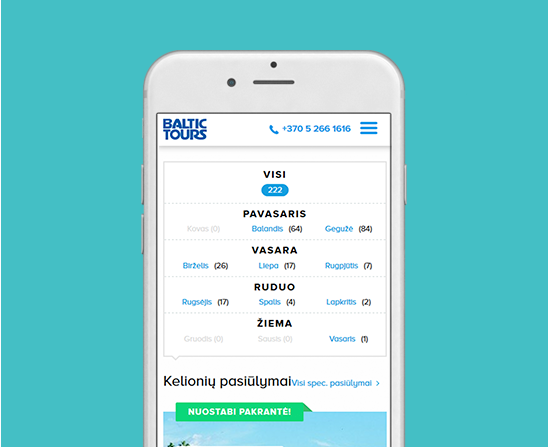 BALTIC
TOURS
+370 5 266 1616
VISI
222
PAVASARIS
Kovas (0) Balandis (64) Gegužė (84)
VASARA
Birželis (26) Liepa (17) Rugpjūtis (7)
RUDUO
Rugsėjis (17) Spalis (4) Lapkritis (2)
ŽIEMA
Gruodis (0) Sausis (0) Vasaris (1)
Kelionių pasiūlymai Visi spec. pasiūlymai >
NUOSTABI PAKRANTĖ!